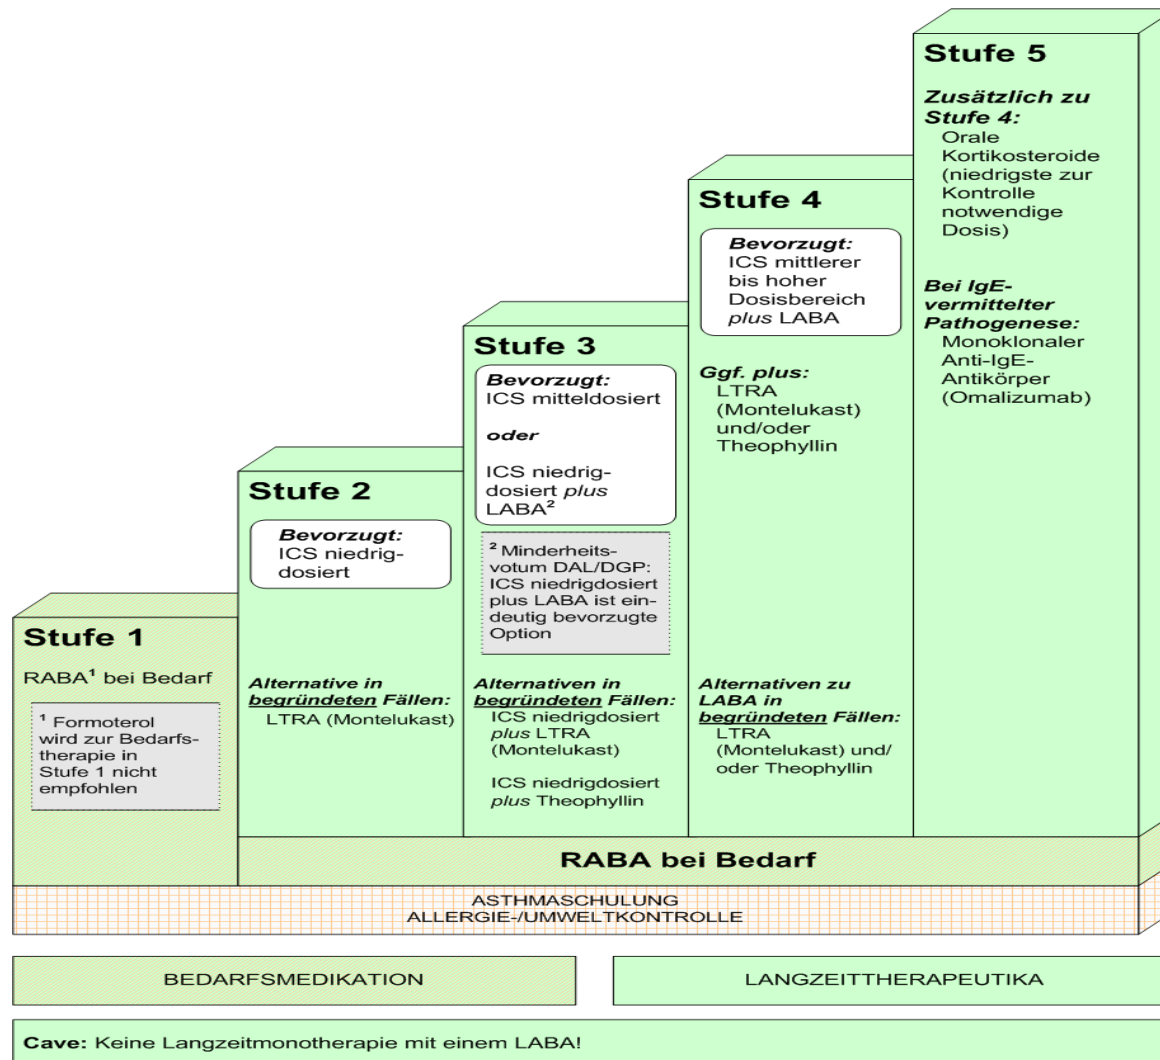 Stufe 1
RABA¹ bei Bedarf
¹ Formoterol
wird zur Bedarfs-
therapie in
Stufe 1 nicht
empfohlen
Stufe 2
Bevorzugt:
ICS niedrig-
dosiert
Alternative in
begründeten Fällen:
LTRA (Montelukast)
Stufe 3
Bevorzugt:
ICS mitteldosiert
oder
ICS niedrig-
dosiert plus
LABA²
² Minderheits-
votum DAL/DGP:
ICS niedrigdosiert
plus LABA ist ein-
deutig bevorzugte
Option
Alternativen in
begründeten Fällen:
ICS niedrigdosiert
plus LTRA
(Montelukast)
ICS niedrigdosiert
plus Theophyllin
Stufe 4
Bevorzugt:
ICS mittlerer
bis hoher
Dosisbereich
plus LABA
Ggf. plus:
LTRA
(Montelukast)
und/oder
Theophyllin
Alternativen zu
LABA in
begründeten Fällen:
LTRA
(Montelukast) und/
oder Theophyllin
Stufe 5
Zusätzlich zu
Stufe 4:
Orale
Kortikosteroide
(niedrigste zur
Kontrolle
notwendige
Dosis)
Bei IgE-
vermittelter
Pathogenese:
Monoklonaler
Anti-IgE-
Antikörper
(Omalizumab)
RABA bei Bedarf
ASTHMASCHULUNG
ALLERGIE-/UMWELTKONTROLLE
BEDARFSMEDIKATION
LANGZEITTHERAPEUTIKA
Cave: Keine Langzeitmonotherapie mit einem LABA!